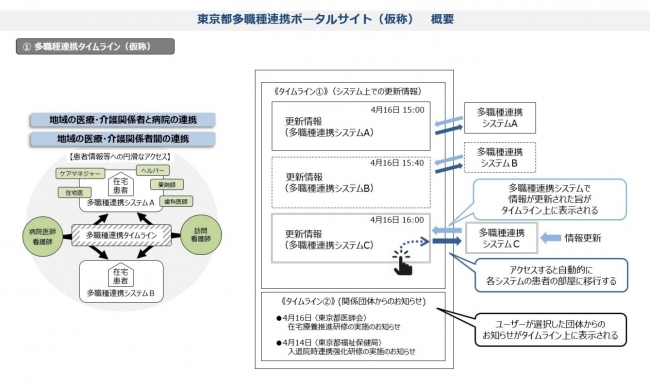 東京都多職種連携ポータルサイト（仮称）　概要
① 多職種連携タイムライン（仮称）
地域の医療・介護関係者と病院の連携
地域の医療・介護関係者間の連携
【患者情報等への円滑なアクセス】
ケアマネジャー
ヘルパー
在宅
患者
薬剤師
在宅医
歯科医師
多職種連携システムA
病院医師
看護師
多職種連携タイムライン
訪問
看護師
在宅
患者
多職種連携システムB
《タイムライン①》（システム上での更新情報）
4月16日 15:00
更新情報
（多職種連携システムA）
4月16日 15:40
更新情報
（多職種連携システムB）
4月16日 16:00
更新情報
（多職種連携システムC）
《タイムライン②》(関係団体からのお知らせ)
●4月16日〈東京都医師会〉
在宅療養推進研修の実施のお知らせ
●4月14日〈東京都福祉保健局〉
入退院時連携強化研修の実施のお知らせ
多職種連携
システムA
多職種連携
システムB
多職種連携システムで
情報が更新された旨が
タイムライン上に表示される
多職種連携
システムC
情報更新
アクセスすると自動的に
各システムの患者の部屋に移行する
ユーザーが選択した団体からの
お知らせがタイムライン上に表示される